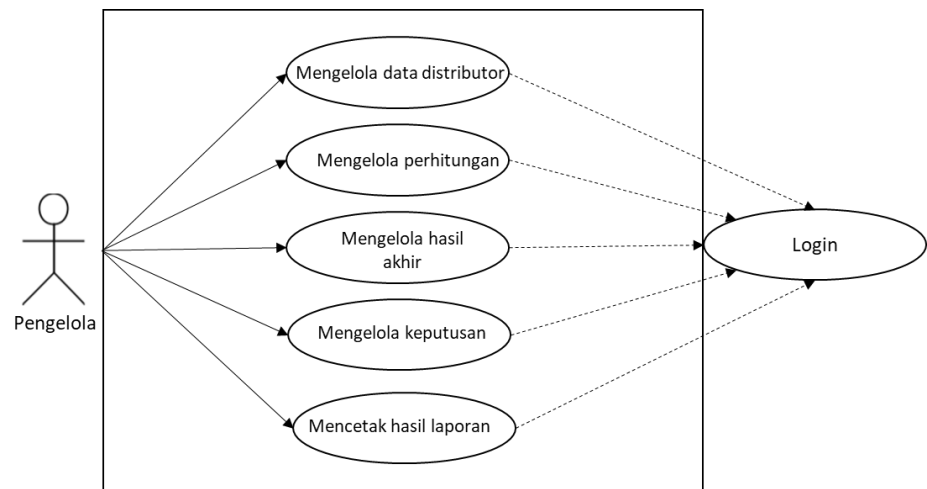 Mengelola data distributor
Mengelola perhitungan
Mengelola hasil
akhir
Login
Mengelola keputusan
Pengelola
Mencetak hasil laporan